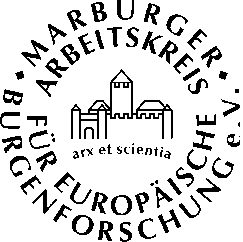 MARBURGER
ARBEITSKREIS
arx et scientia
FÜR EUROPÄISCHE
BURGENFORSCHUNG e.V.